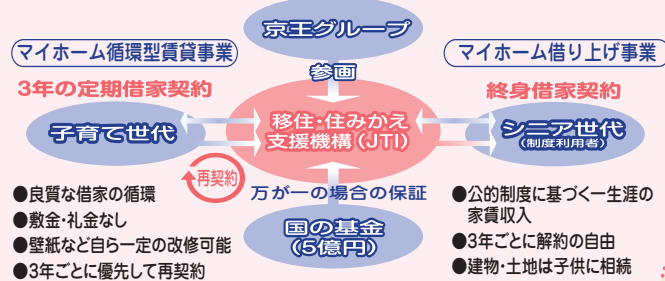 京王グループ
マイホーム循環型賃貸事業
マイホーム借り上げ事業
参画
3年の定期借家契約
終身借家契約
子育て世代
移住・住みかえ
支援機構(JTI)
シニア世代
(制度利用者)
再契約
万が一の場合の保証
国の基金
(5億円)
●良質な借家の循環
●敷金・礼金なし
●壁紙など自ら一定の改修可能
●3年ごとに優先して再契約
●公的制度に基づく一生涯の
家賃収入
●3年ごとに解約の自由
●建物・土地は子供に相続